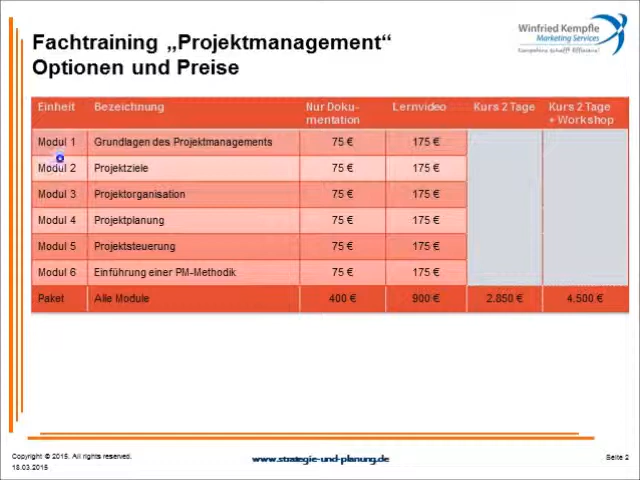 Fachtraining „Projektmanagement“
Optionen und Preise
Winfried Kempfle
Marketing Services
Kompetenz schafft Effizienz!
Einheit Bezeichnung Nur Doku-mentation Lernvideo Kurs 2 Tage Kurs 2 Tage + Workshop
Modul 1 Grundlagen des Projektmanagements 75 € 175 €
Modul 2 Projektziele 75 € 175 €
Modul 3 Projektorganisation 75 € 175 €
Modul 4 Projektplanung 75 € 175 €
Modul 5 Projektsteuerung 75 € 175 €
Modul 6 Einführung einer PM-Methodik 75 € 175 €
Paket Alle Module 400 € 900 € 2.850 € 4.500 €
Copyright © 2015. All rights reserved.
18.03.2015
www.strategie-und-planung.de
Seite 2